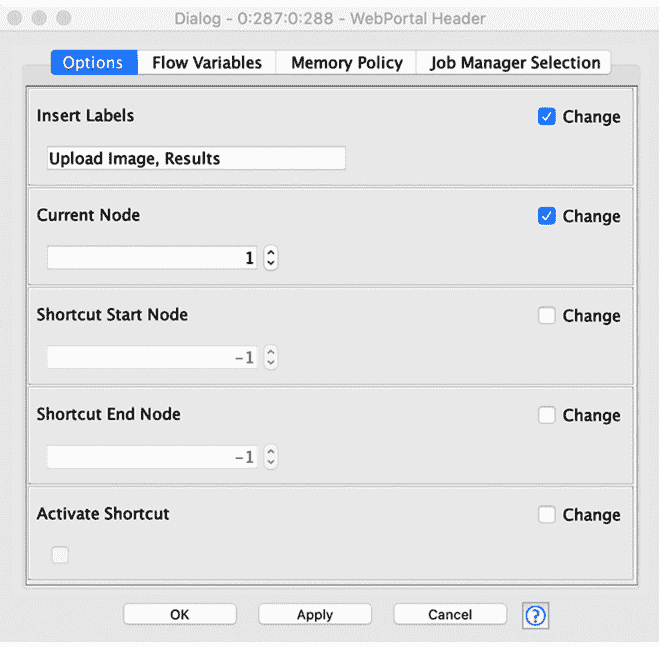 Dialog - 0:287:0:288 - WebPortal Header
Options Flow Variables Memory Policy Job Manager Selection
Insert Labels Change
Upload Image, Results
Current Node Change
1
Shortcut Start Node Change
-1
Shortcut End Node Change
-1
Activate Shortcut Change
OK Apply Cancel ?